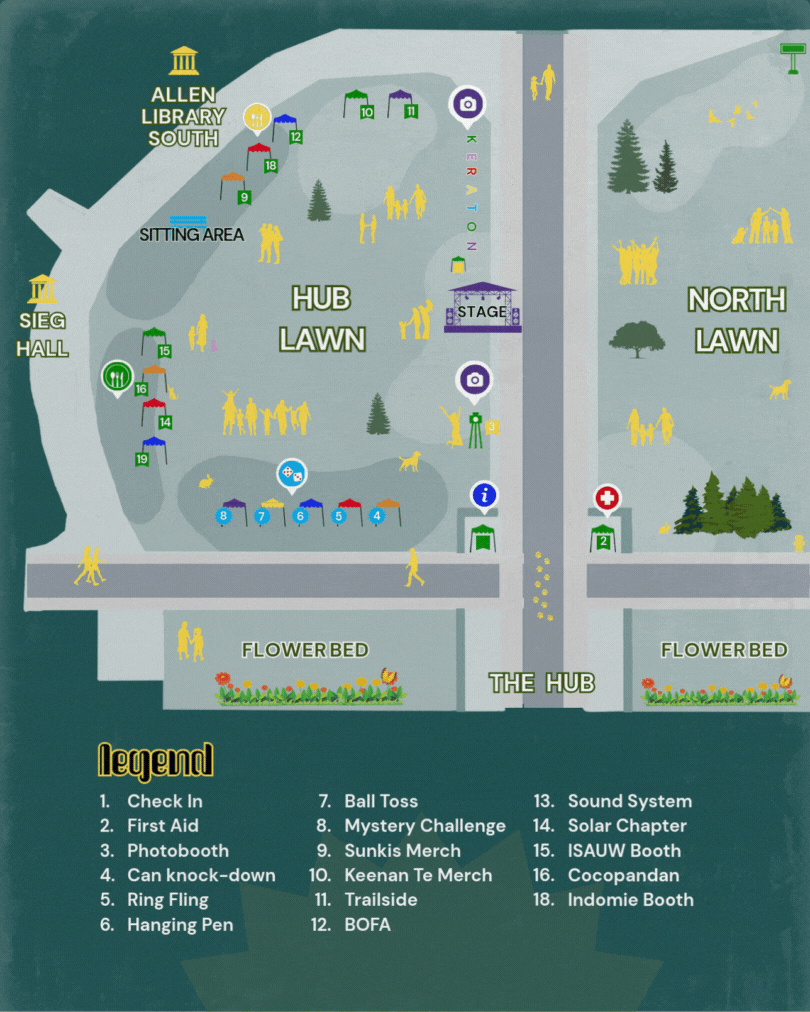 ALLEN
LIBRARY
SOUTH
10
11
12
18
9
KERATON
SITTING AREA
HUB
LAWN
STAGE
NORTH
LAWN
SIEG
HALL
15
16
14
19
3
8
7
6
5
4
i
2
FLOWER BED
FLOWER BED
THE HUB
legend
1. Check In
2. First Aid
3. Photobooth
4. Can knock-down
5. Ring Fling
6. Hanging Pen
7. Ball Toss
8. Mystery Challenge
9. Sunkis Merch
10. Keenan Te Merch
11. Trailside
12. BOFA
13. Sound System
14. Solar Chapter
15. ISAUW Booth
16. Cocopandan
18. Indomie Booth